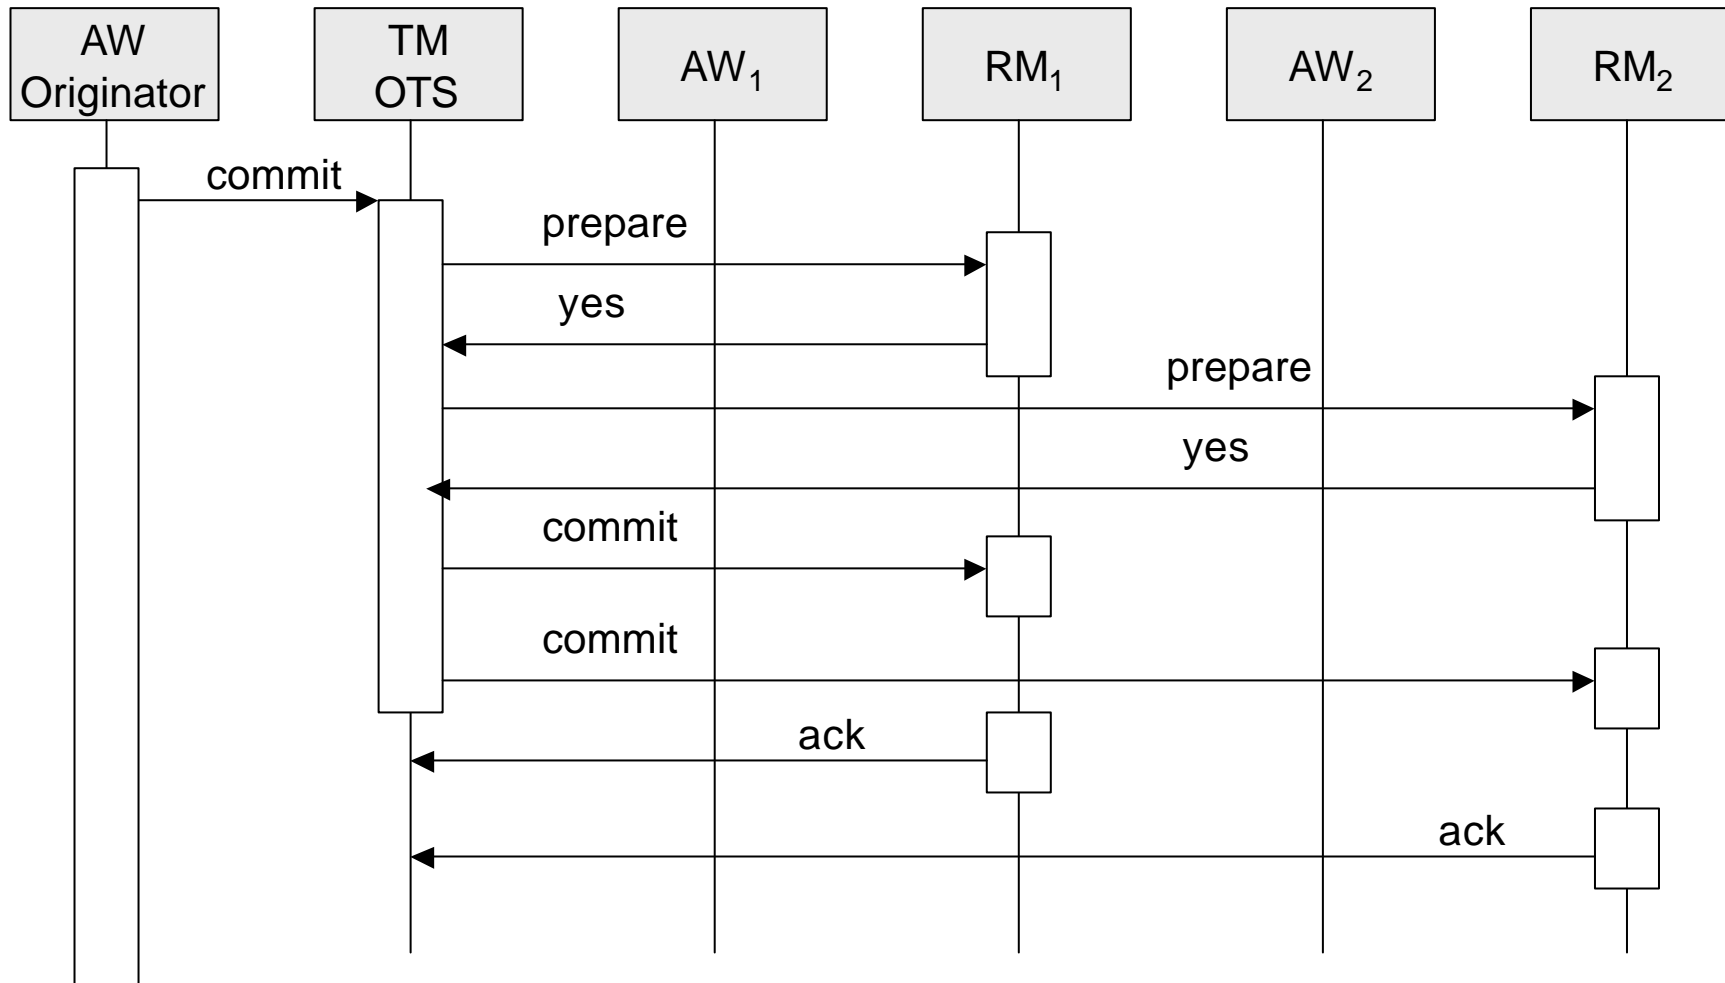 AW
Originator
TM
OTS
AW₁
RM₁
AW₂
RM₂
commit
prepare
yes
prepare
yes
commit
commit
ack
ack